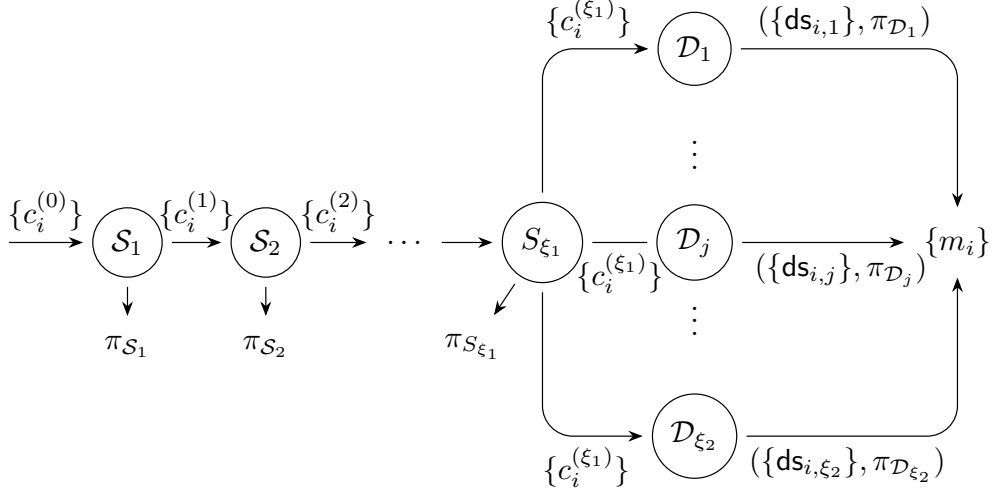 {c_i^{(ξ_1)}}
𝒟_1
({ds_{i,1}}, π_{𝒟_1})
⋮
{c_i^{(0)}}
𝒮_1
{c_i^{(1)}}
𝒮_2
{c_i^{(2)}}
⋯
S_{ξ_1}
{c_i^{(ξ_1)}}
𝒟_j
({ds_{i,j}}, π_{𝒟_j})
{m_i}
π_{𝒮_1}
π_{𝒮_2}
π_{S_{ξ_1}}
⋮
{c_i^{(ξ_1)}}
𝒟_{ξ_2}
({ds_{i,ξ_2}}, π_{𝒟_{ξ_2}})